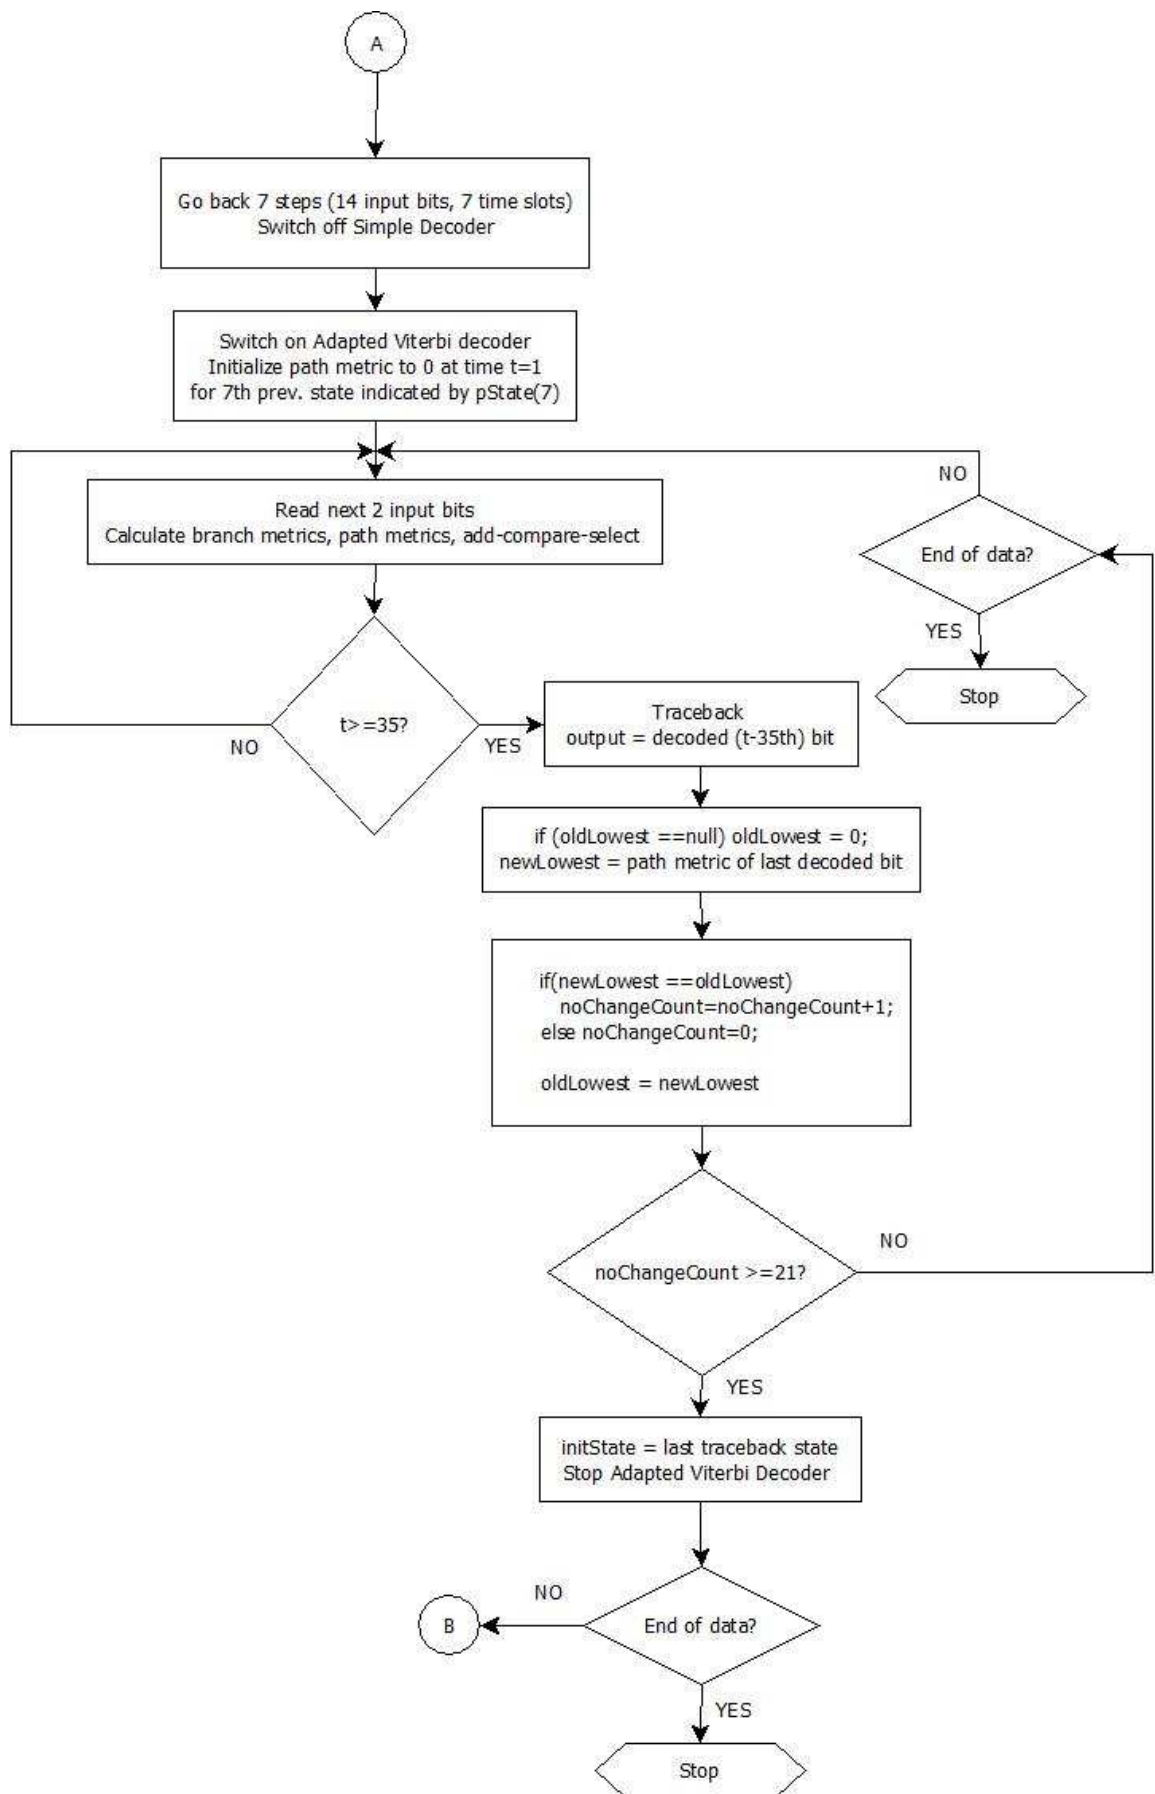 A
Go back 7 steps (14 input bits, 7 time slots)
Switch off Simple Decoder
Switch on Adapted Viterbi decoder
Initialize path metric to 0 at time t=1
for 7th prev. state indicated by pState(7)
Read next 2 input bits
Calculate branch metrics, path metrics, add-compare-select
NO
End of data?
YES
Stop
t>=35?
NO
YES
Traceback
output = decoded (t-35th) bit
if (oldLowest ==null) oldLowest = 0;
newLowest = path metric of last decoded bit
if(newLowest ==oldLowest)
noChangeCount=noChangeCount+1;
else noChangeCount=0;
oldLowest = newLowest
noChangeCount >=21?
NO
YES
initState = last traceback state
Stop Adapted Viterbi Decoder
End of data?
NO
B
YES
Stop